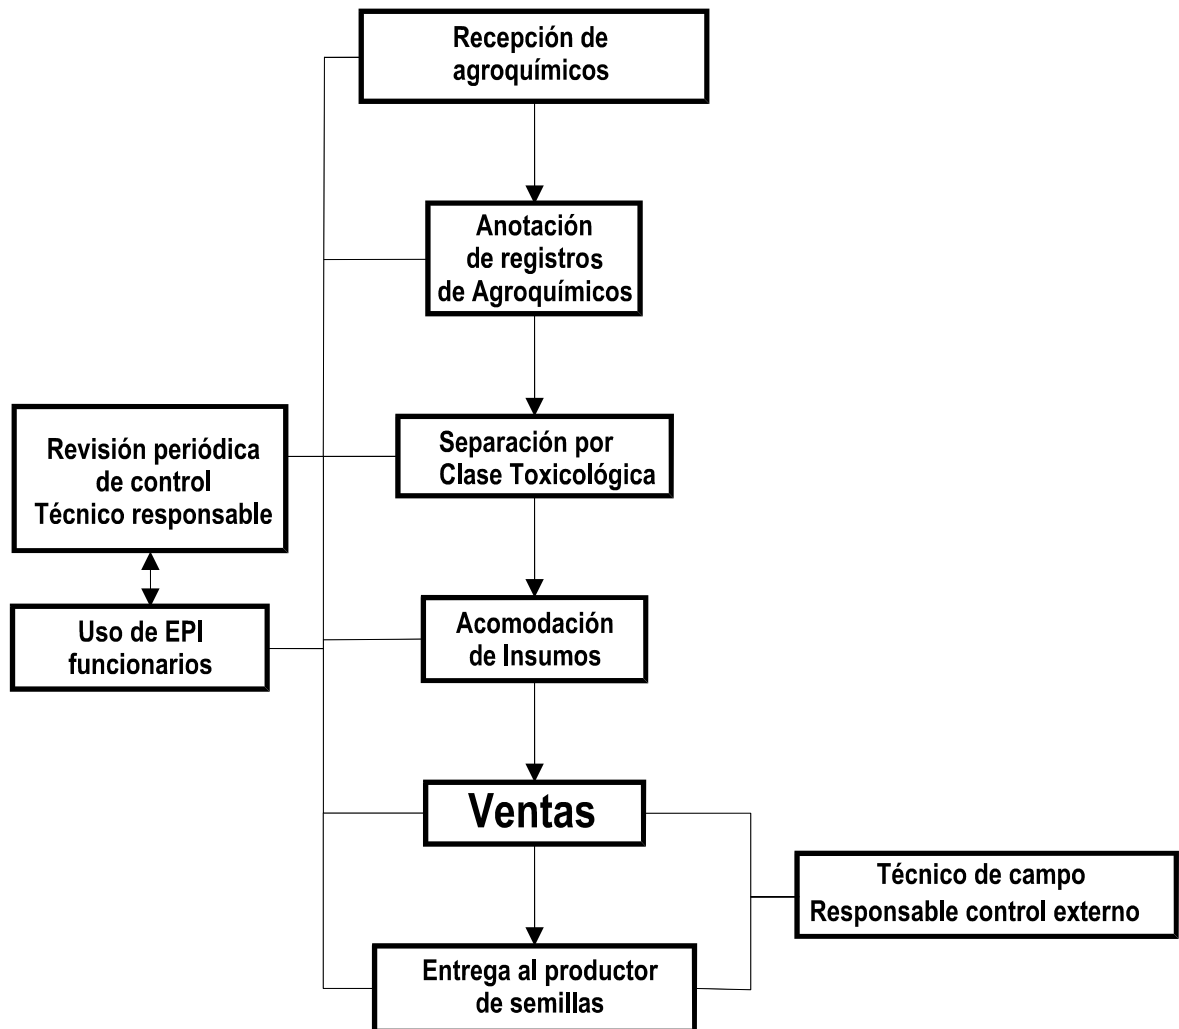 Recepción de
agroquímicos
Anotación
de registros
de Agroquímicos
Revisión periódica
de control
Técnico responsable
Separación por
Clase Toxicológica
Uso de EPI
funcionarios
Acomodación
de Insumos
Ventas
Técnico de campo
Responsable control externo
Entrega al productor
de semillas